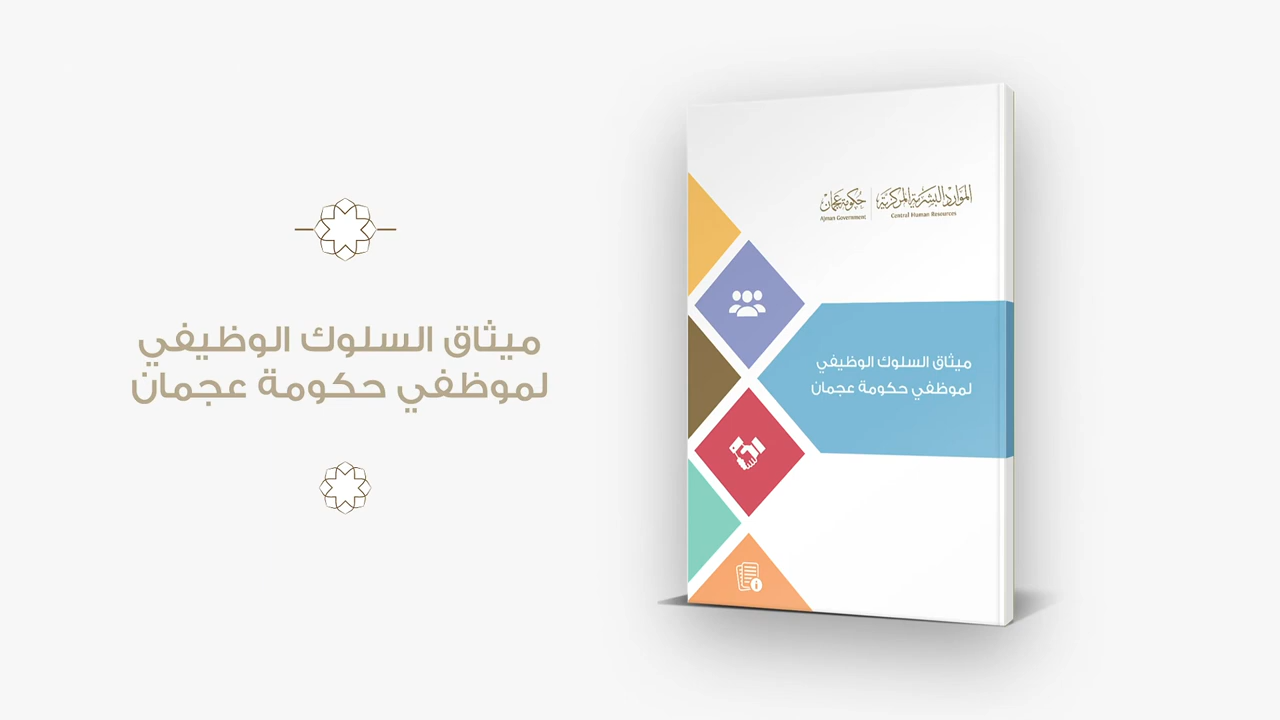 ميثاق السلوك الوظيفي
لموظفي حكومة عجمان
الموارد البشرية المركزية
Central Human Resources
حكومة عجمان
Ajman Government
ميثاق السلوك الوظيفي
لموظفي حكومة عجمان